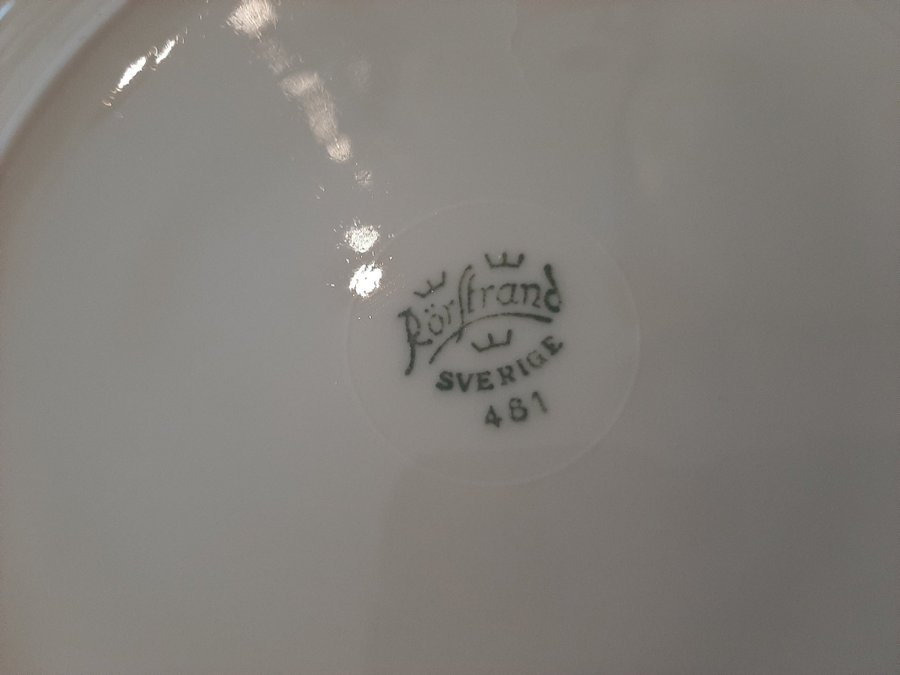 Rörstrand
SVERIGE
481